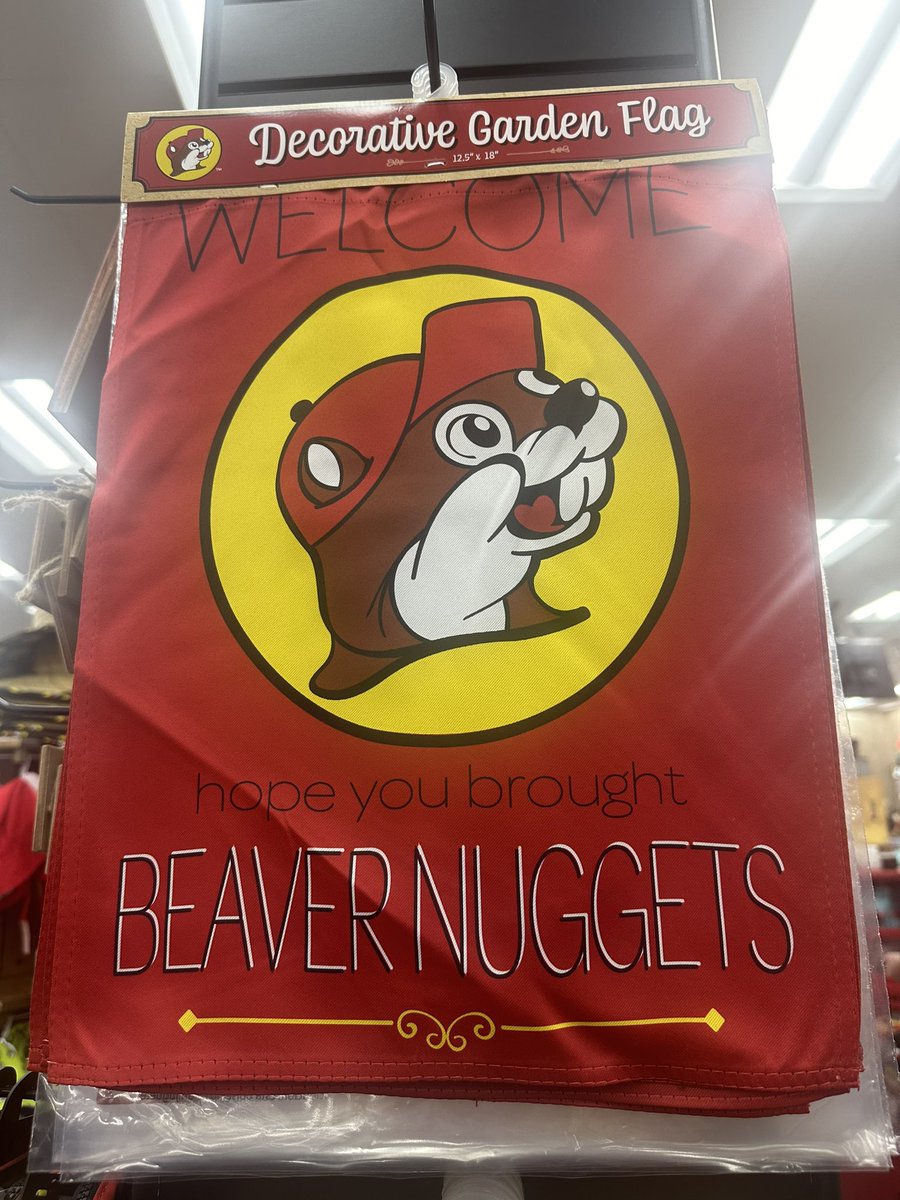 Decorative Garden Flag
12.5" x 18"
WELCOME
hope you brought
BEAVER NUGGETS